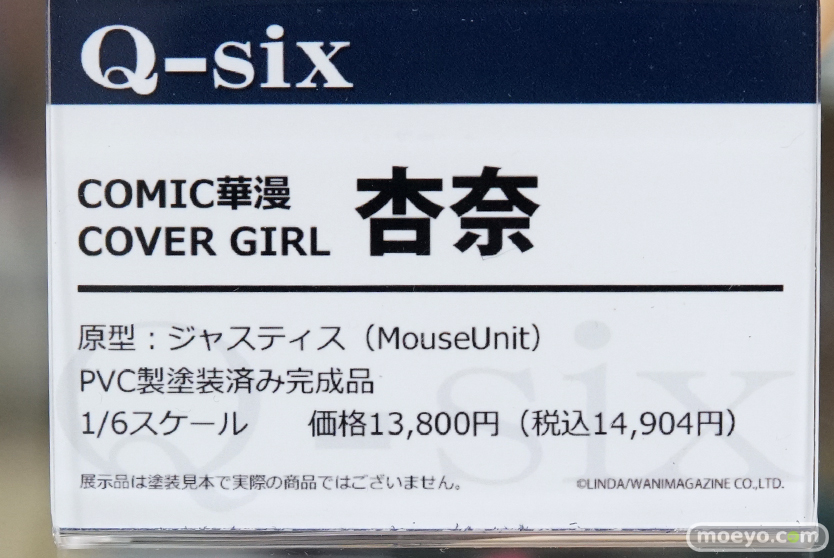 Q-six
COMIC華漫
COVER GIRL
杏奈
原型：ジャスティス（MouseUnit）
PVC製塗装済み完成品
1/6スケール　価格13,800円（税込14,904円）
展示品は塗装見本で実際の商品ではございません。
©LINDA/WANIMAGAZINE CO.,LTD.
Q-six
moeyo.com